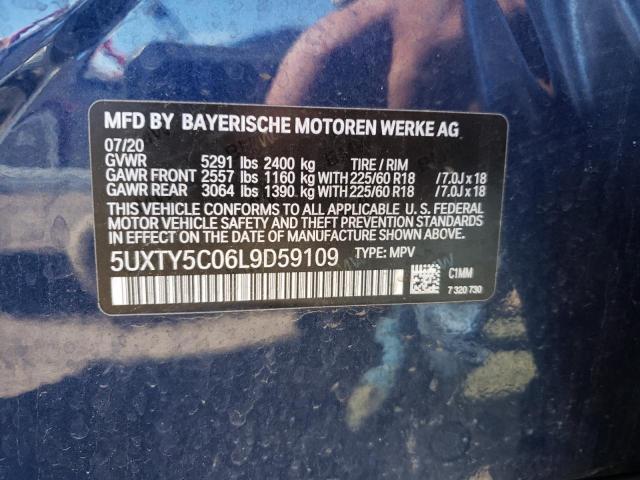 MFD BY BAYERISCHE MOTOREN WERKE AG
07/20
GVWR 5291 lbs 2400 kg TIRE / RIM
GAWR FRONT 2557 lbs 1160 kg WITH 225/60 R18 /7.0J x 18
GAWR REAR 3064 lbs 1390 kg WITH 225/60 R18 /7.0J x 18
THIS VEHICLE CONFORMS TO ALL APPLICABLE U. S. FEDERAL
MOTOR VEHICLE SAFETY AND THEFT PREVENTION STANDARDS
IN EFFECT ON THE DATE OF MANUFACTURE SHOWN ABOVE.
5UXTY5C06L9D59109 TYPE: MPV
C1MM
7 320 730